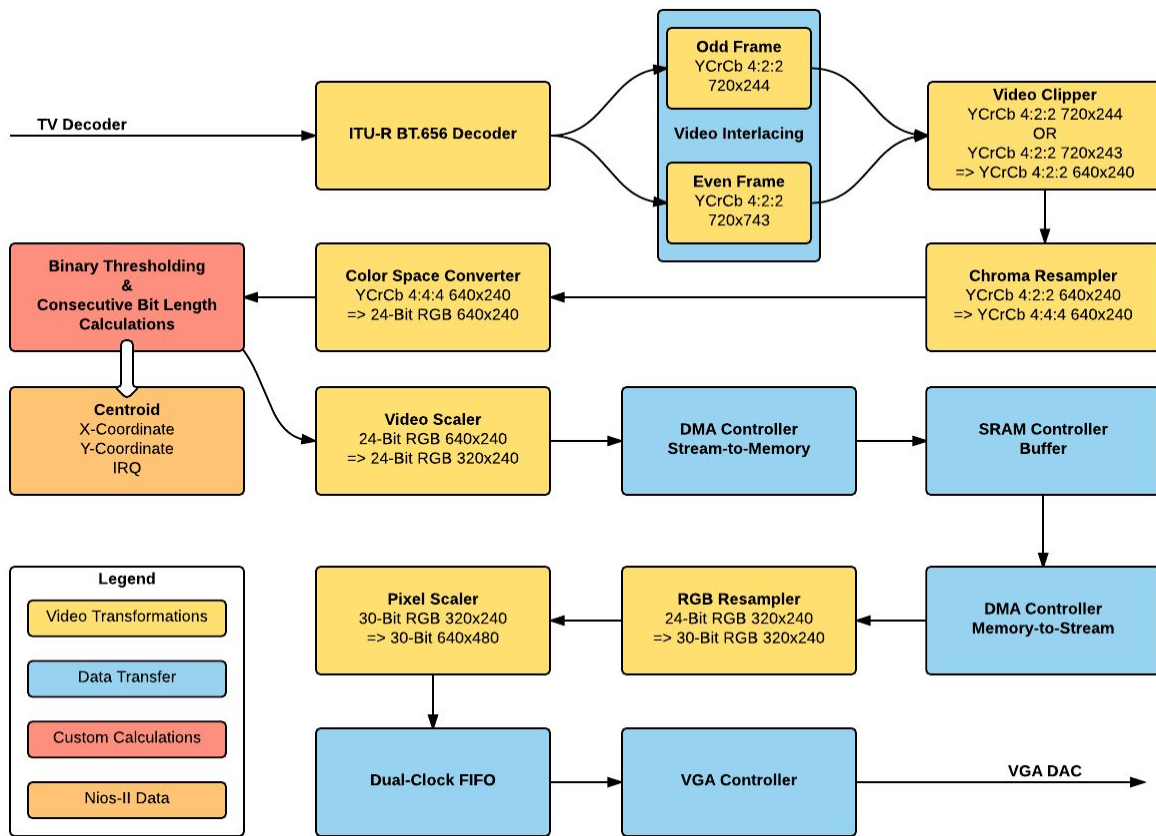 TV Decoder
ITU-R BT.656 Decoder
Odd Frame
YCrCb 4:2:2
720x244
Video Interlacing
Even Frame
YCrCb 4:2:2
720x743
Video Clipper
YCrCb 4:2:2 720x244
OR
YCrCb 4:2:2 720x243
=> YCrCb 4:2:2 640x240
Binary Thresholding
&
Consecutive Bit Length
Calculations
Color Space Converter
YCrCb 4:4:4 640x240
=> 24-Bit RGB 640x240
Chroma Resampler
YCrCb 4:2:2 640x240
=> YCrCb 4:4:4 640x240
Centroid
X-Coordinate
Y-Coordinate
IRQ
Video Scaler
24-Bit RGB 640x240
=> 24-Bit RGB 320x240
DMA Controller
Stream-to-Memory
SRAM Controller
Buffer
Legend
Video Transformations
Data Transfer
Custom Calculations
Nios-II Data
Pixel Scaler
30-Bit RGB 320x240
=> 30-Bit 640x480
RGB Resampler
24-Bit RGB 320x240
=> 30-Bit RGB 320x240
DMA Controller
Memory-to-Stream
Dual-Clock FIFO
VGA Controller
VGA DAC